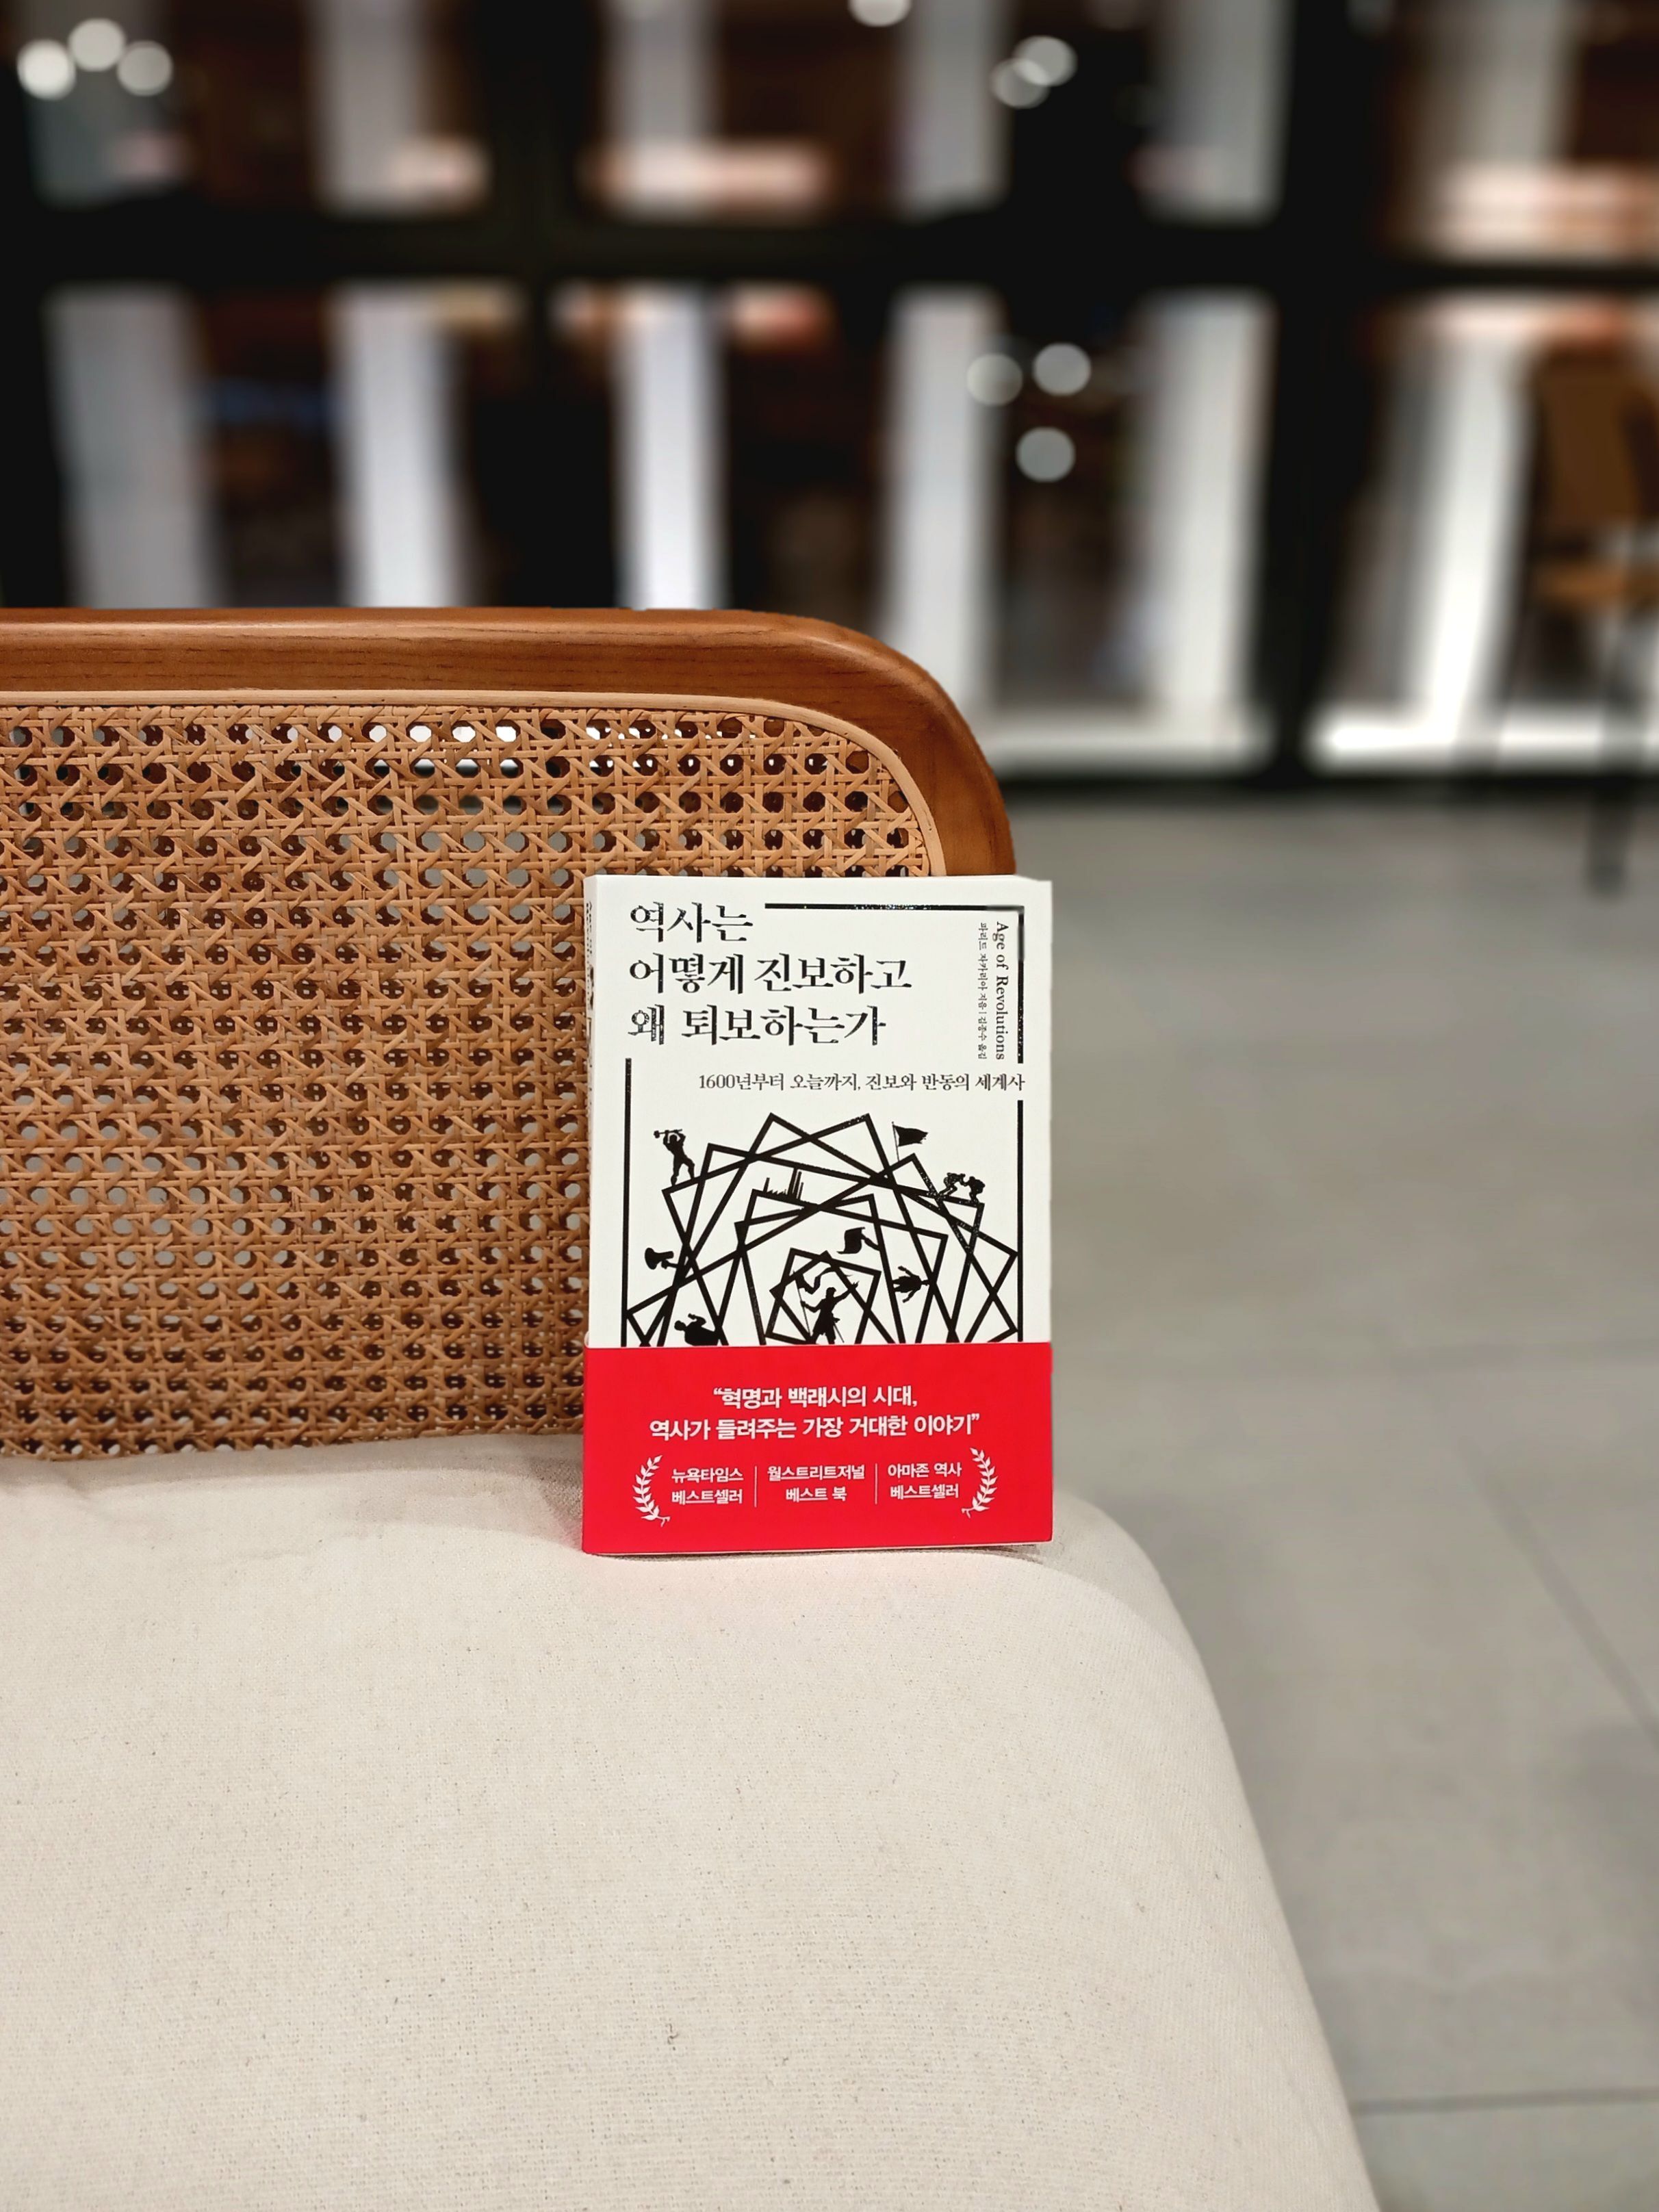 역사는
어떻게 진보하고
왜 퇴보하는가
Age of Revolutions
파리드 자카리아 지음 | 김종수 옮김
1600년부터 오늘까지, 진보와 반동의 세계사
“혁명과 백래시의 시대,
역사가 들려주는 가장 거대한 이야기”
뉴욕타임스
베스트셀러
월스트리트저널
베스트 북
아마존 역사
베스트셀러